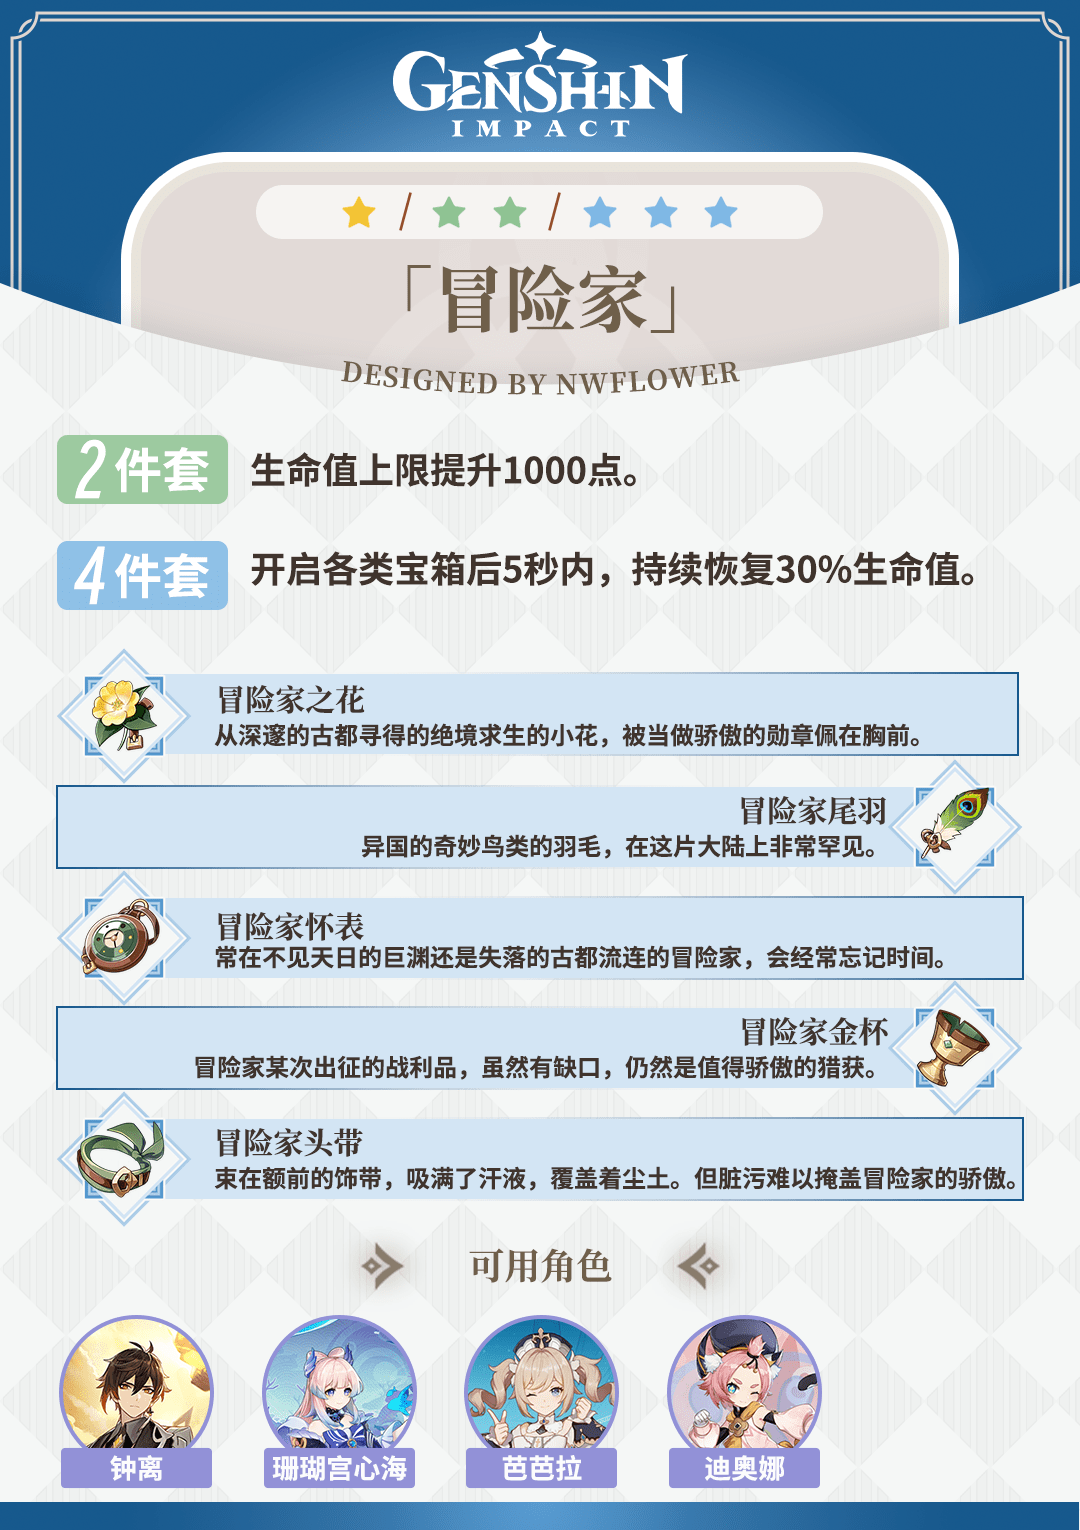 GENSHIN
IMPACT
「冒险家」
DESIGNED BY NWFLOWER
2件套
生命值上限提升1000点。
4件套
开启各类宝箱后5秒内，持续恢复30%生命值。
冒险家之花
从深邃的古都寻得的绝境求生的小花，被当做骄傲的勋章佩在胸前。
冒险家尾羽
异国的奇妙鸟类的羽毛，在这片大陆上非常罕见。
冒险家怀表
常在不见天日的巨渊还是失落的古都流连的冒险家，会经常忘记时间。
冒险家金杯
冒险家某次出征的战利品，虽然有缺口，仍然是值得骄傲的猎获。
冒险家头带
束在额前的饰带，吸满了汗液，覆盖着尘土。但脏污难以掩盖冒险家的骄傲。
可用角色
钟离
珊瑚宫心海
芭芭拉
迪奥娜